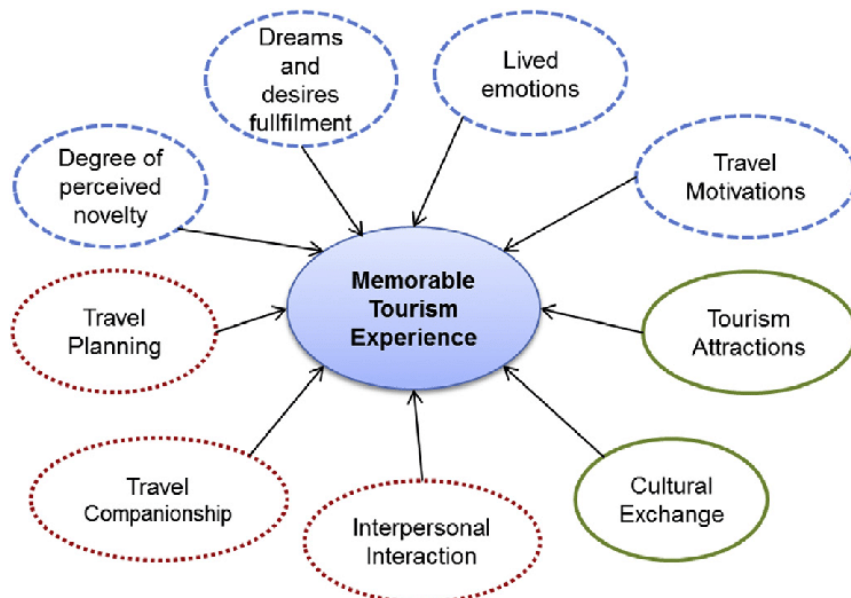 Dreams
and
desires
fullfilment
Lived
emotions
Degree of
perceived
novelty
Travel
Motivations
Memorable
Tourism
Experience
Travel
Planning
Tourism
Attractions
Travel
Companionship
Interpersonal
Interaction
Cultural
Exchange